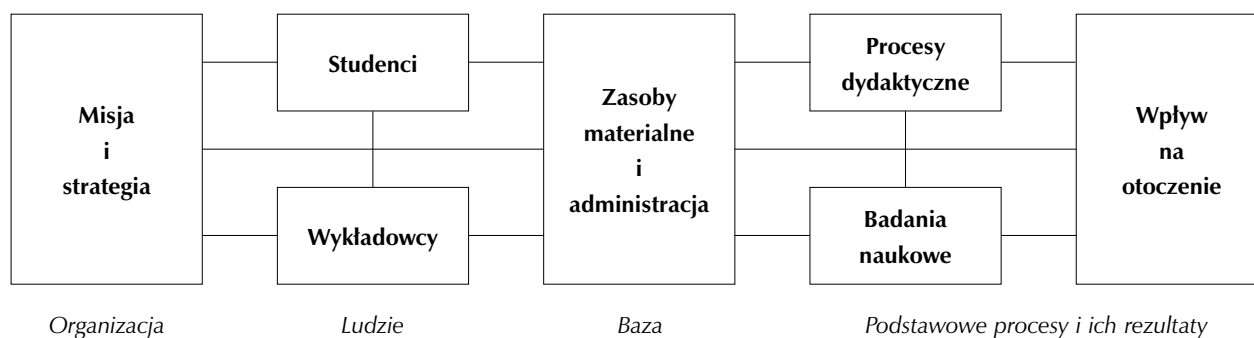 Misja
i
strategia
Studenci
Wykładowcy
Zasoby
materialne
i
administracja
Procesy
dydaktyczne
Badania
naukowe
Wpływ
na
otoczenie
Organizacja
Ludzie
Baza
Podstawowe procesy i ich rezultaty